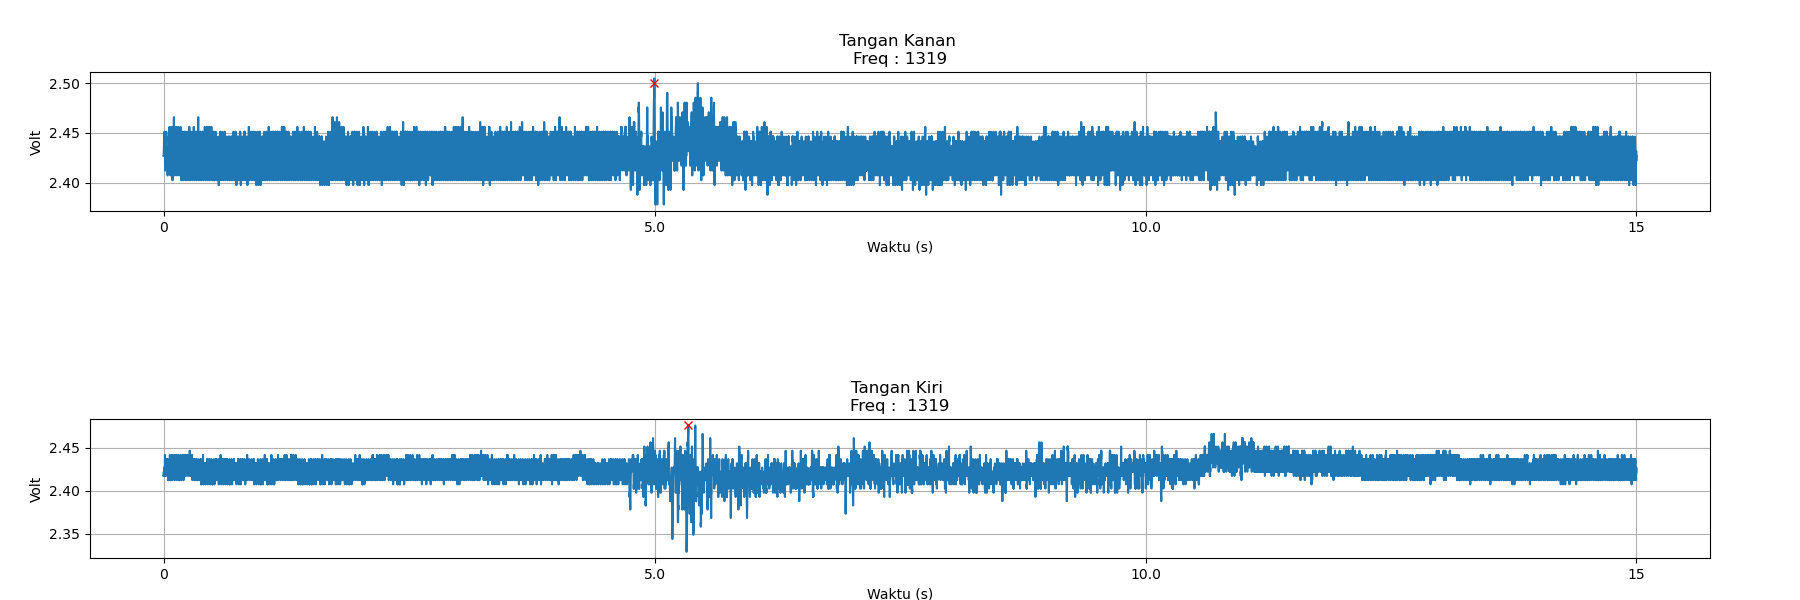 Tangan Kanan
Freq : 1319
2.50
2.45
2.40
Volt
0 5.0 10.0 15
Waktu (s)
Tangan Kiri
Freq :  1319
2.45
2.40
2.35
Volt
0 5.0 10.0 15
Waktu (s)